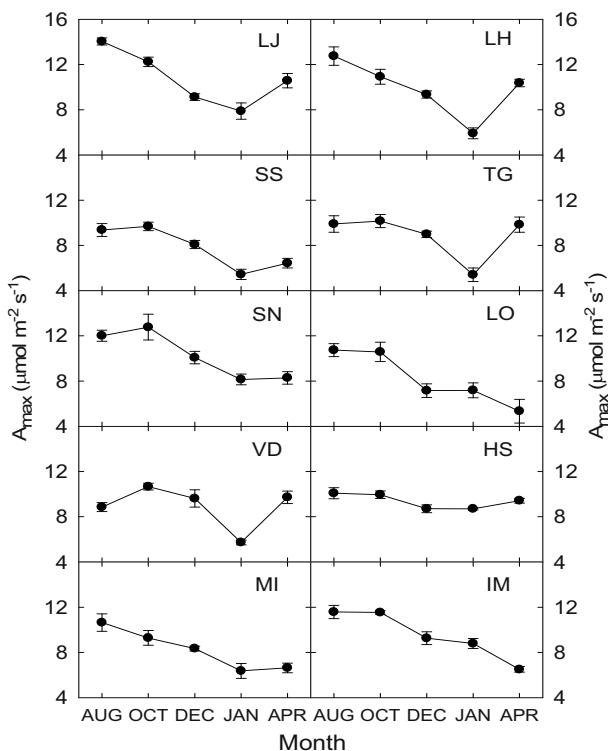 16 LJ LH 16
12 12
8 8
4 4
SS TG
12 12
8 8
4 4
SN LO
12 12
8 8
4 4
VD HS
12 12
8 8
4 4
MI IM
12 12
8 8
4 4
A_max (μmol m⁻² s⁻¹)
A_max (μmol m⁻² s⁻¹)
AUG OCT DEC JAN APR AUG OCT DEC JAN APR
Month